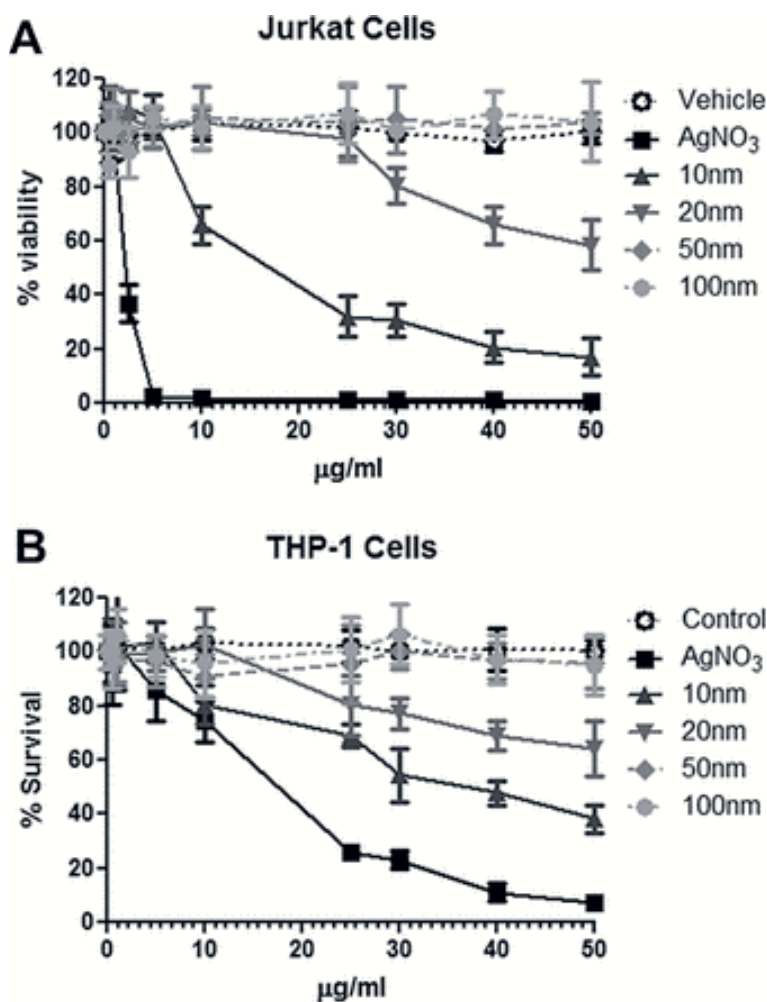 A
Jurkat Cells
% viability
120
100
80
60
40
20
0
0 10 20 30 40 50
µg/ml
Vehicle
AgNO₃
10nm
20nm
50nm
100nm
B
THP-1 Cells
% Survival
120
100
80
60
40
20
0
0 10 20 30 40 50
µg/ml
Control
AgNO₃
10nm
20nm
50nm
100nm